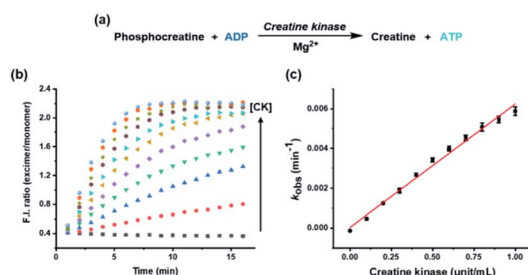 (a)
Creatine kinase
Phosphocreatine + ADP
Creatine + ATP
Mg²⁺
(b)
[CK]
F.I. ratio (excimer/monomer)
2.4
2.0
1.6
1.2
0.8
0.4
0 5 10 15
Time (min)
(c)
k_obs (min⁻¹)
0.006
0.004
0.002
0.000
0.00 0.25 0.50 0.75 1.00
Creatine kinase (unit/mL)